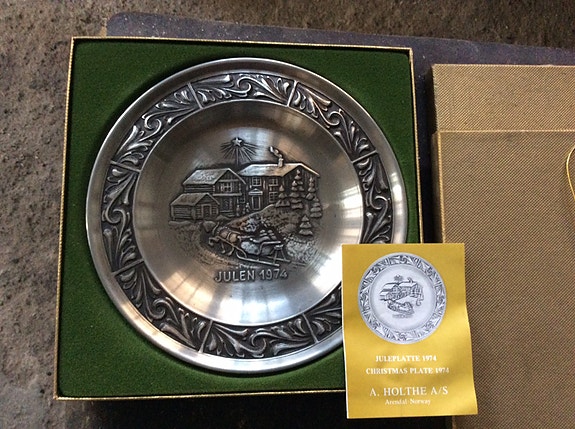 JULEN 1974
JULEPLATTE 1974
CHRISTMAS PLATE 1974
A. HOLTHE A/S
Arendal-Norway